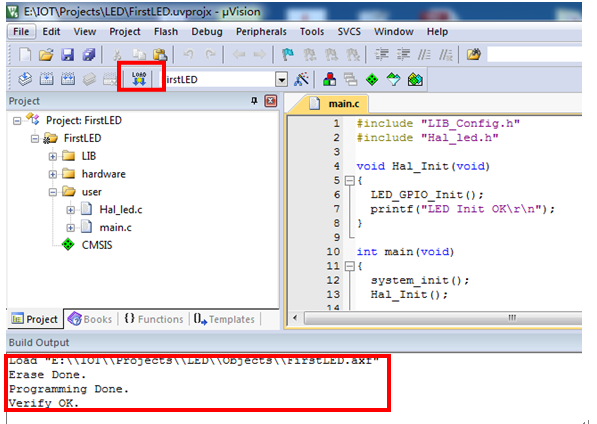 E:\IOT\Projects\LED\FirstLED.uvprojx - µVision
File Edit View Project Flash Debug Peripherals Tools SVCS Window Help
LOAD
FirstLED
Project
Project: FirstLED
FirstLED
LIB
hardware
user
Hal_led.c
main.c
CMSIS
Project Books {} Functions Templates
main.c
1 #include "LIB_Config.h"
2 #include "Hal_led.h"
3
4 void Hal_Init(void)
5 {
6 LED_GPIO_Init();
7 printf("LED Init OK\r\n");
8 }
9
10 int main(void)
11 {
12 system_init();
13 Hal_Init();
14
Build Output
Load "E:\\IOT\\Projects\\LED\\Objects\\FirstLED.axf"
Erase Done.
Programming Done.
Verify OK.